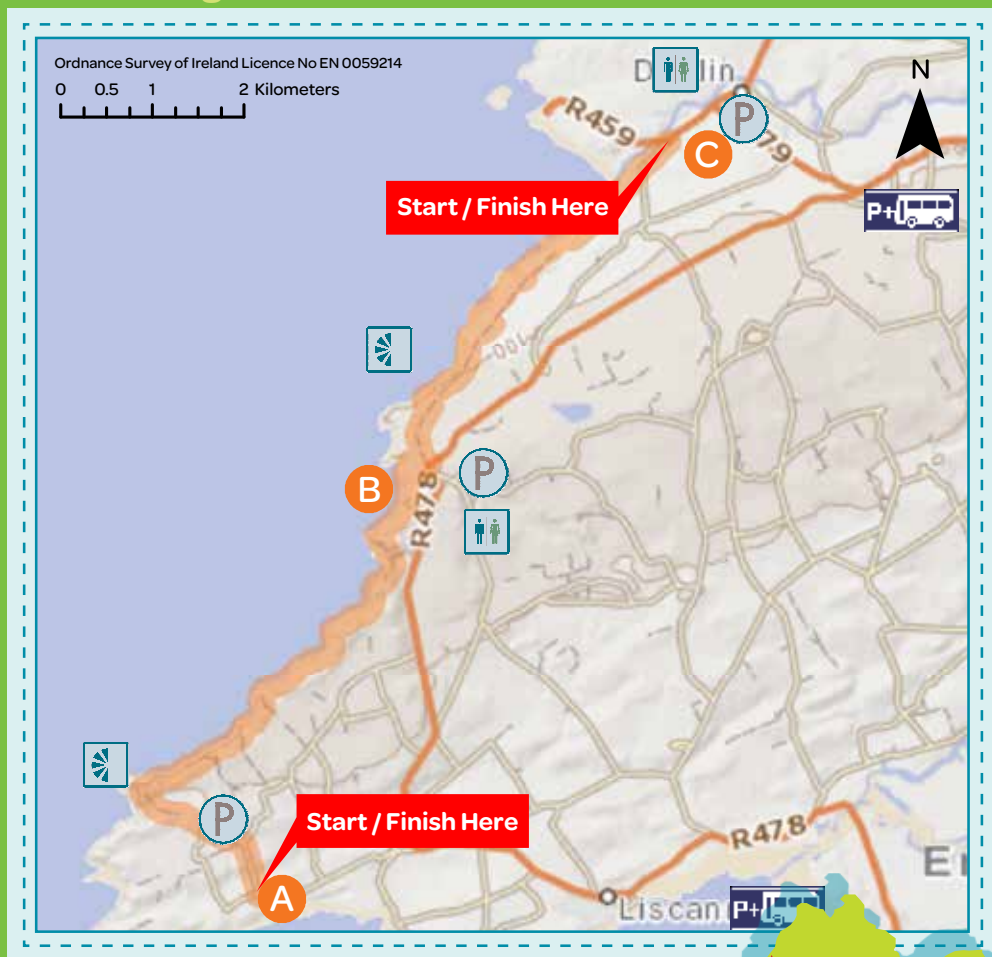 Ordnance Survey of Ireland Licence No EN 0059214
0 0.5 1 2 Kilometers
N
R459
P
C
Start / Finish Here
P+
100
B
P
R478
P
Start / Finish Here
A
R478
P+